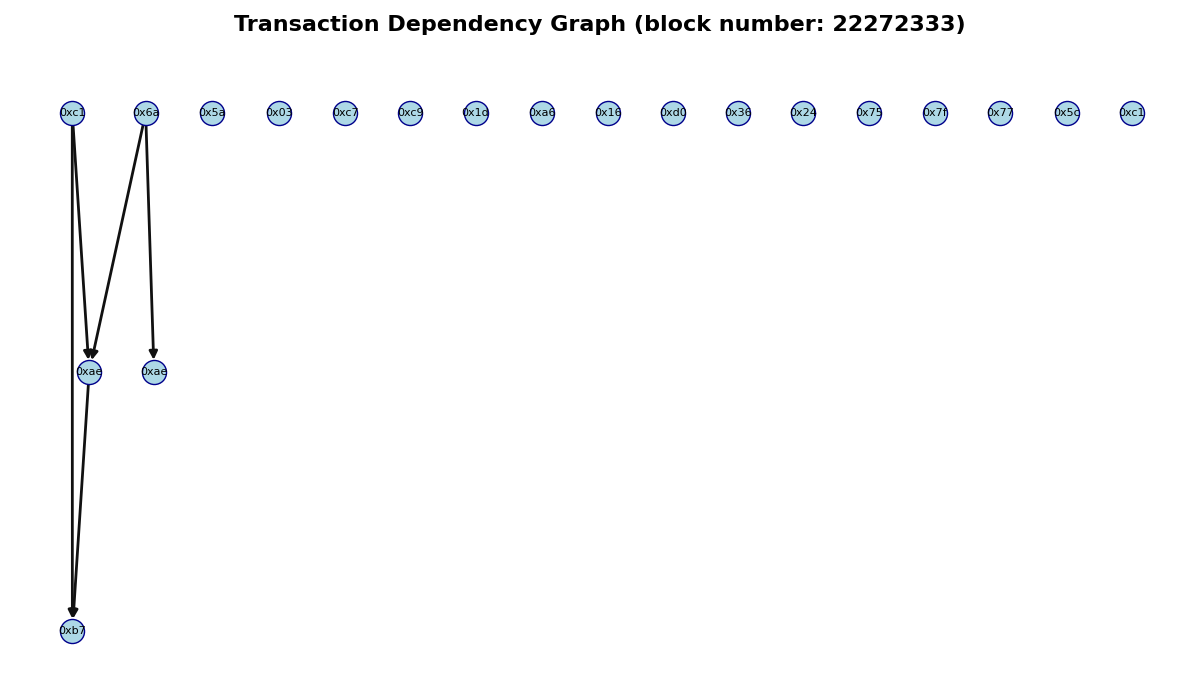 Transaction Dependency Graph (block number: 22272333)
0xc1 0x6a 0x5a 0x03 0xc7 0xc9 0x1d 0xa6 0x16 0xd0 0x36 0x24 0x75 0x7f 0x77 0x5c 0xc1
0xae 0xae
0xb7